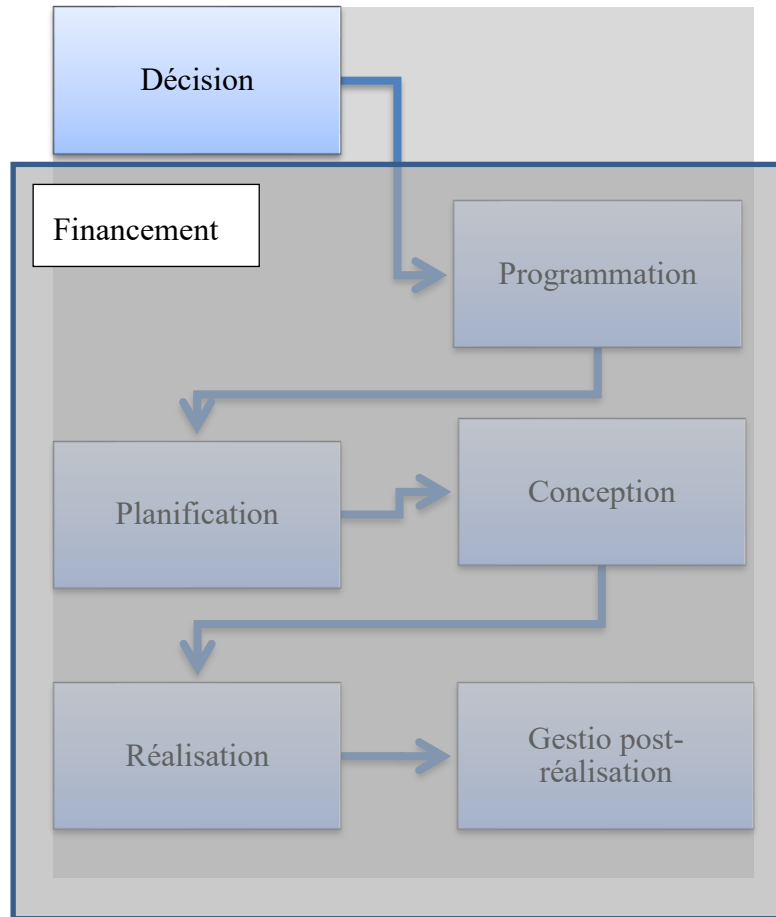 Décision
Financement
Programmation
Planification
Conception
Réalisation
Gestio post-
réalisation